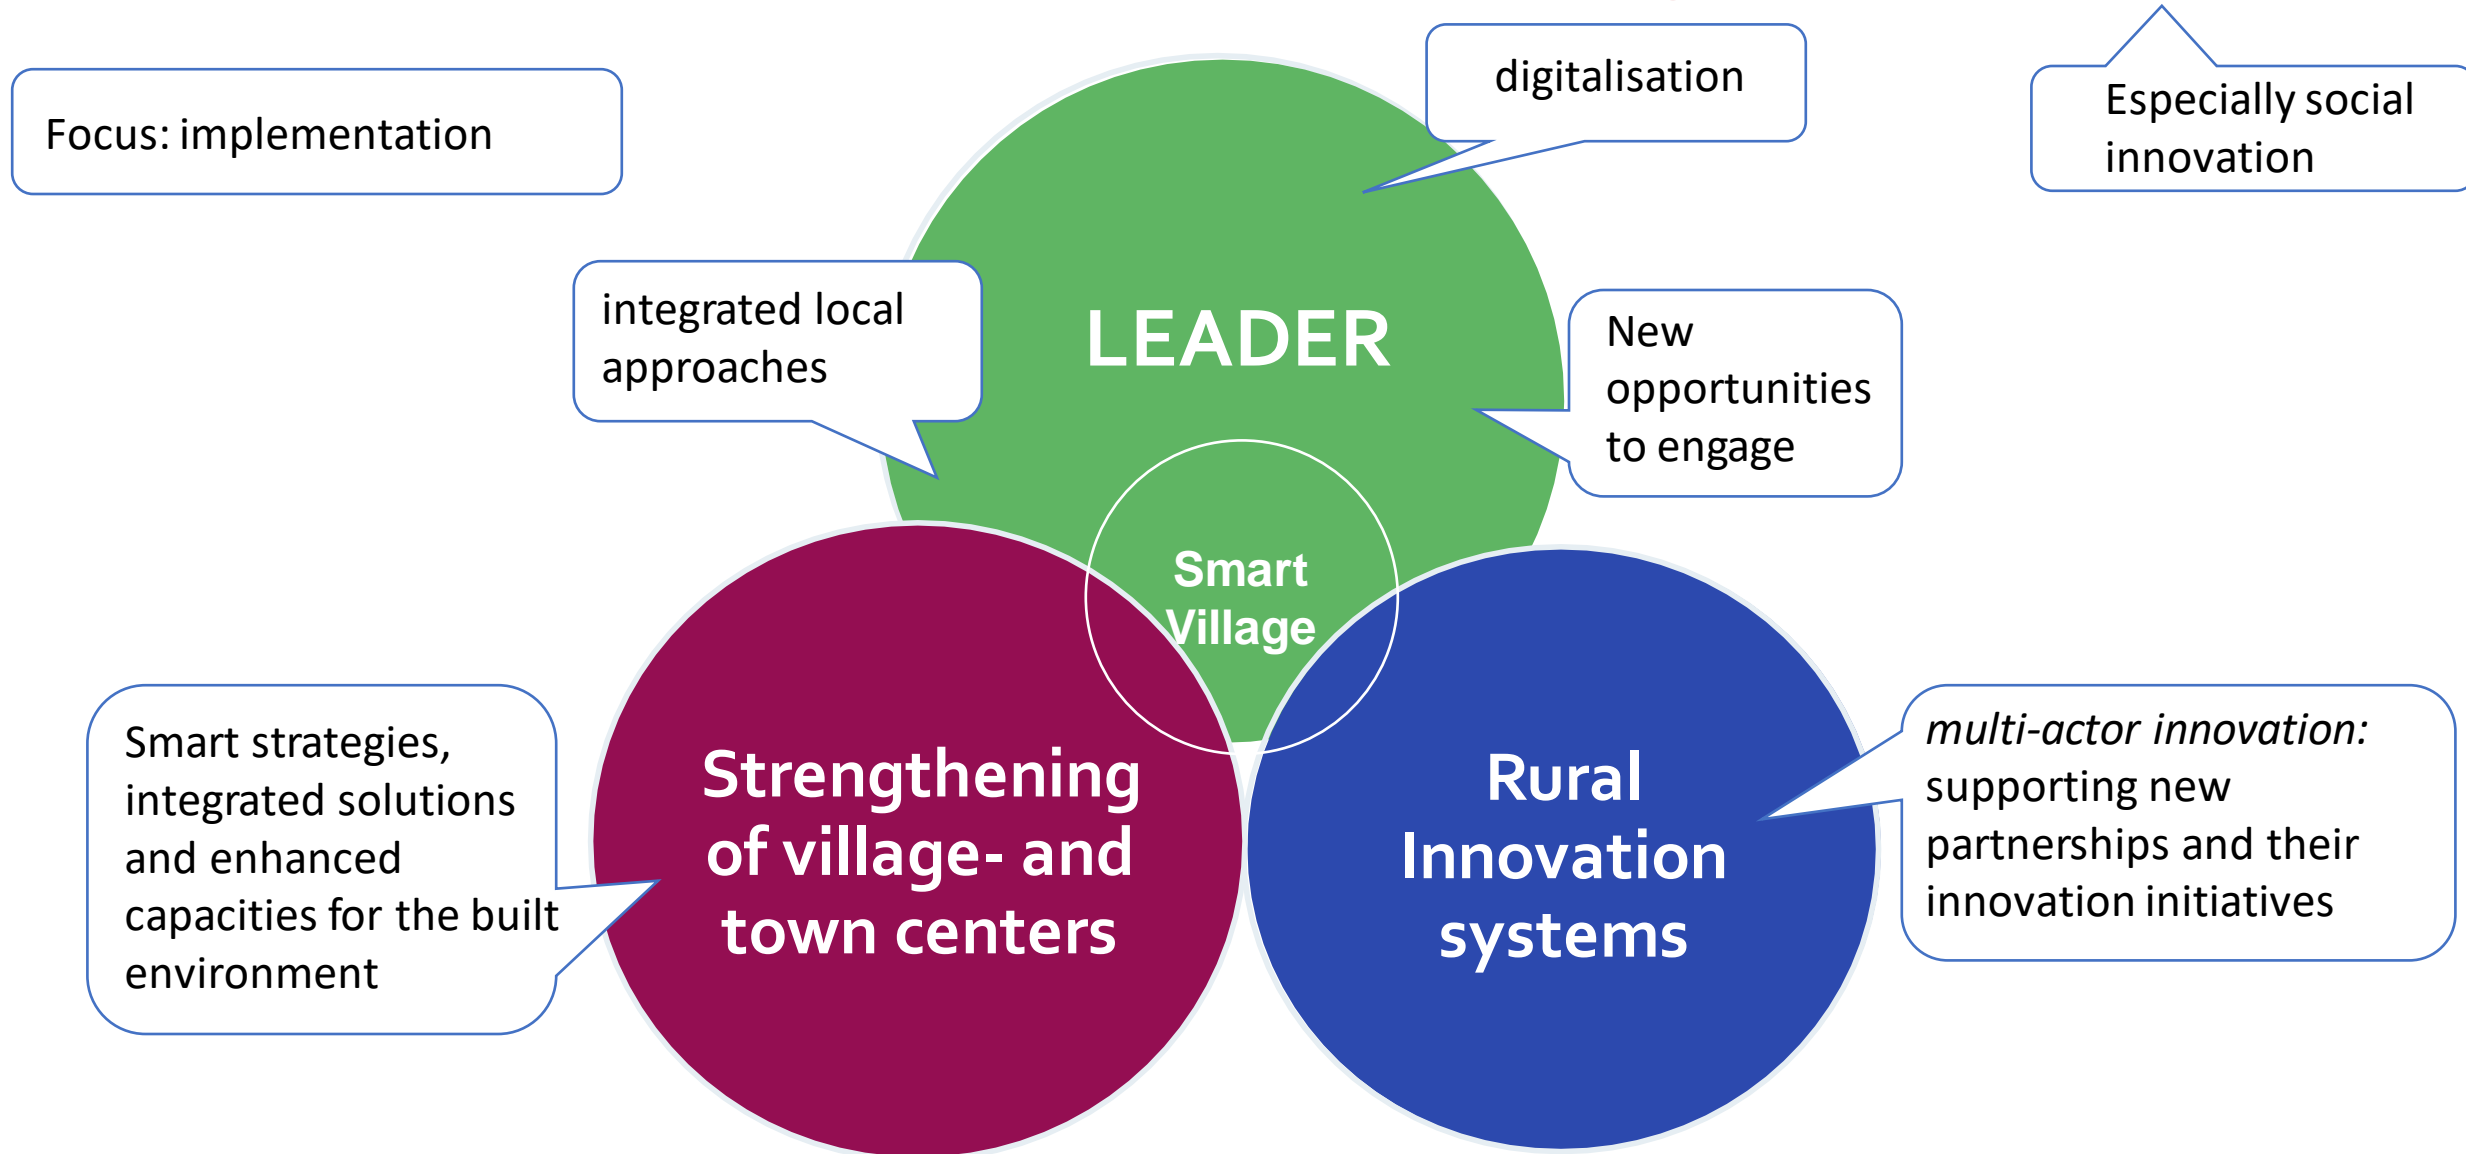 digitalisation
Especially social
innovation
Focus: implementation
integrated local
approaches
LEADER
New
opportunities
to engage
Smart
Village
Smart strategies,
integrated solutions
and enhanced
capacities for the built
environment
Strengthening
of village- and
town centers
Rural
Innovation
systems
multi-actor innovation:
supporting new
partnerships and their
innovation initiatives